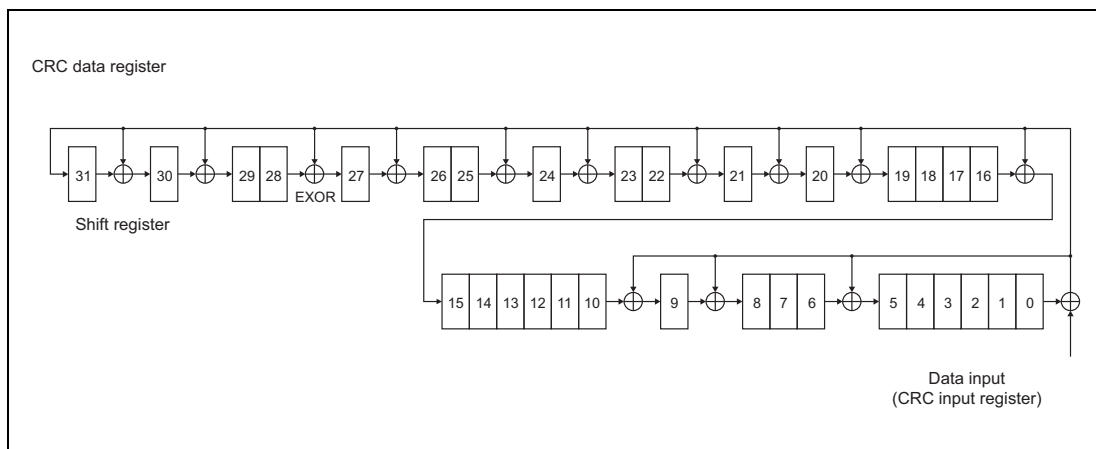 CRC data register
31 30 29 28 27 26 25 24 23 22 21 20 19 18 17 16
EXOR
Shift register
15 14 13 12 11 10 9 8 7 6 5 4 3 2 1 0
Data input
(CRC input register)